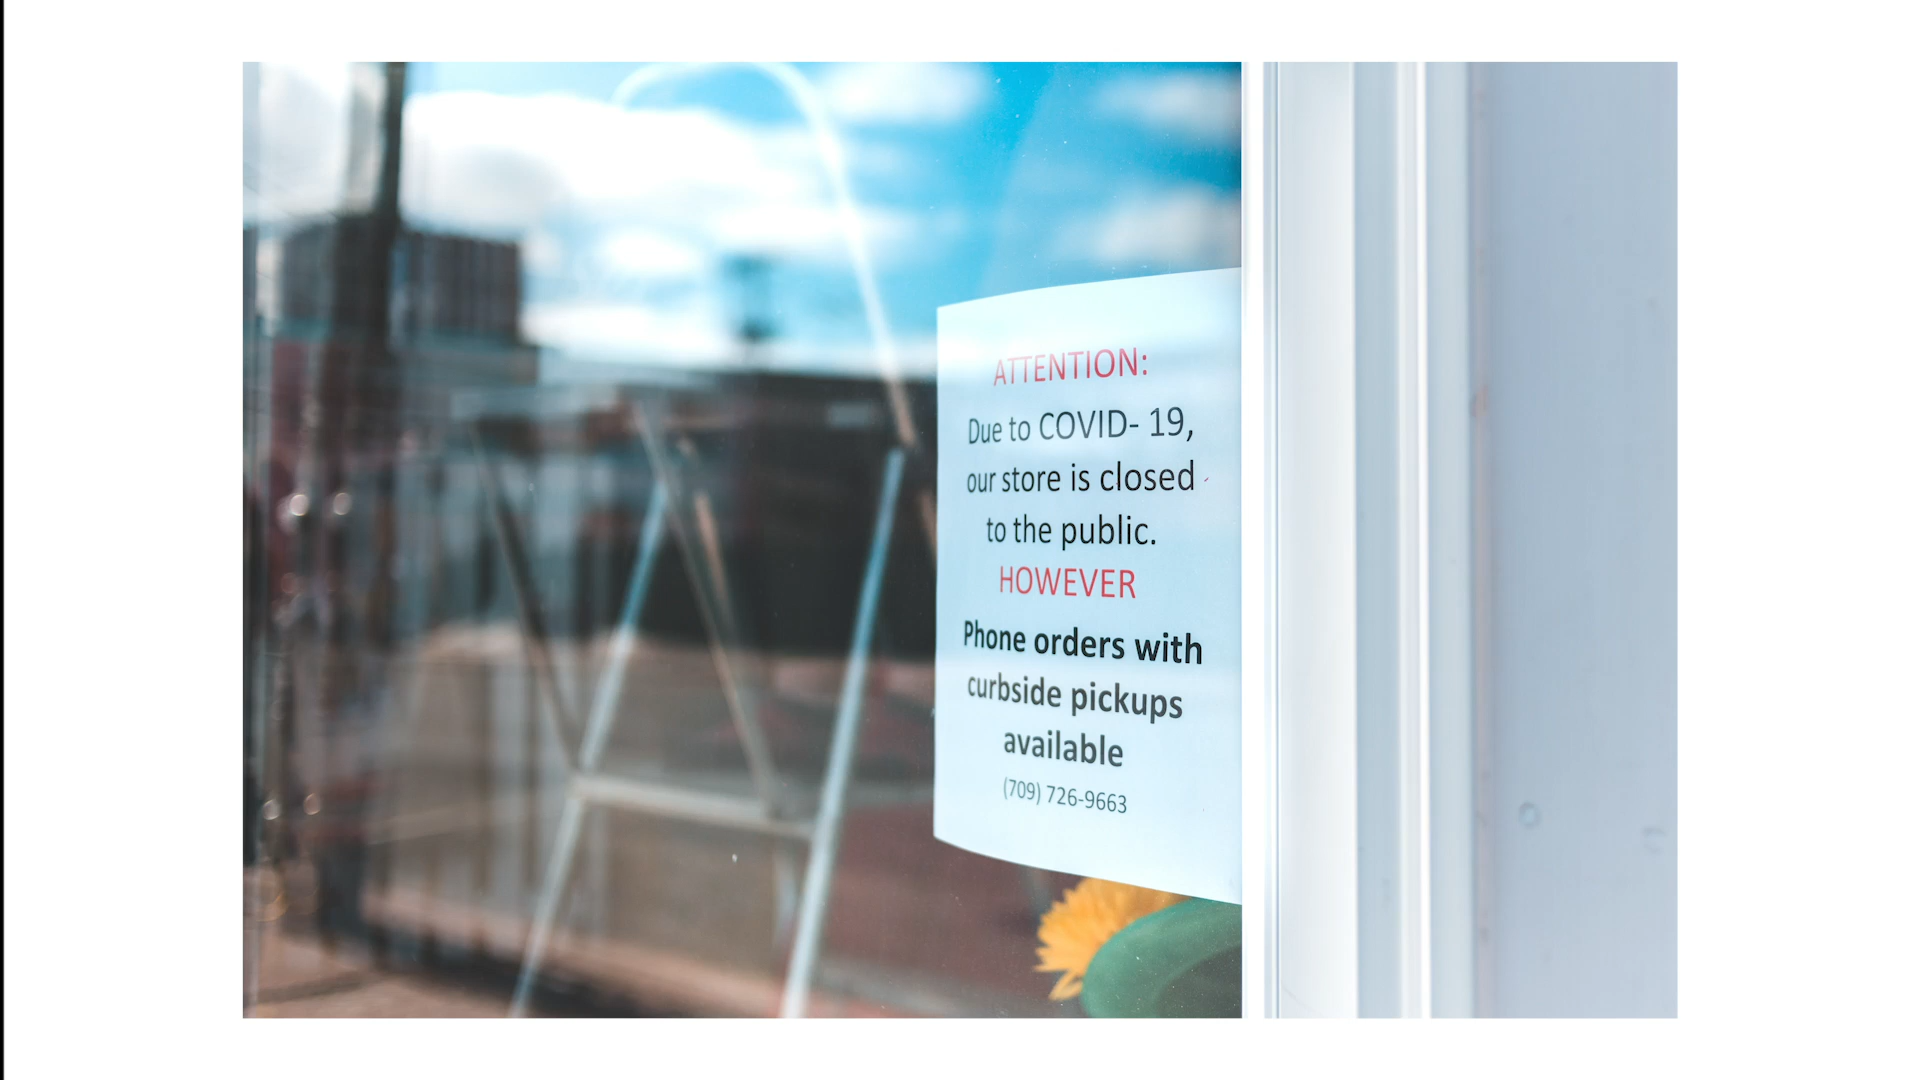 ATTENTION:
Due to COVID- 19,
our store is closed
to the public.
HOWEVER
Phone orders with
curbside pickups
available
(709) 726-9663